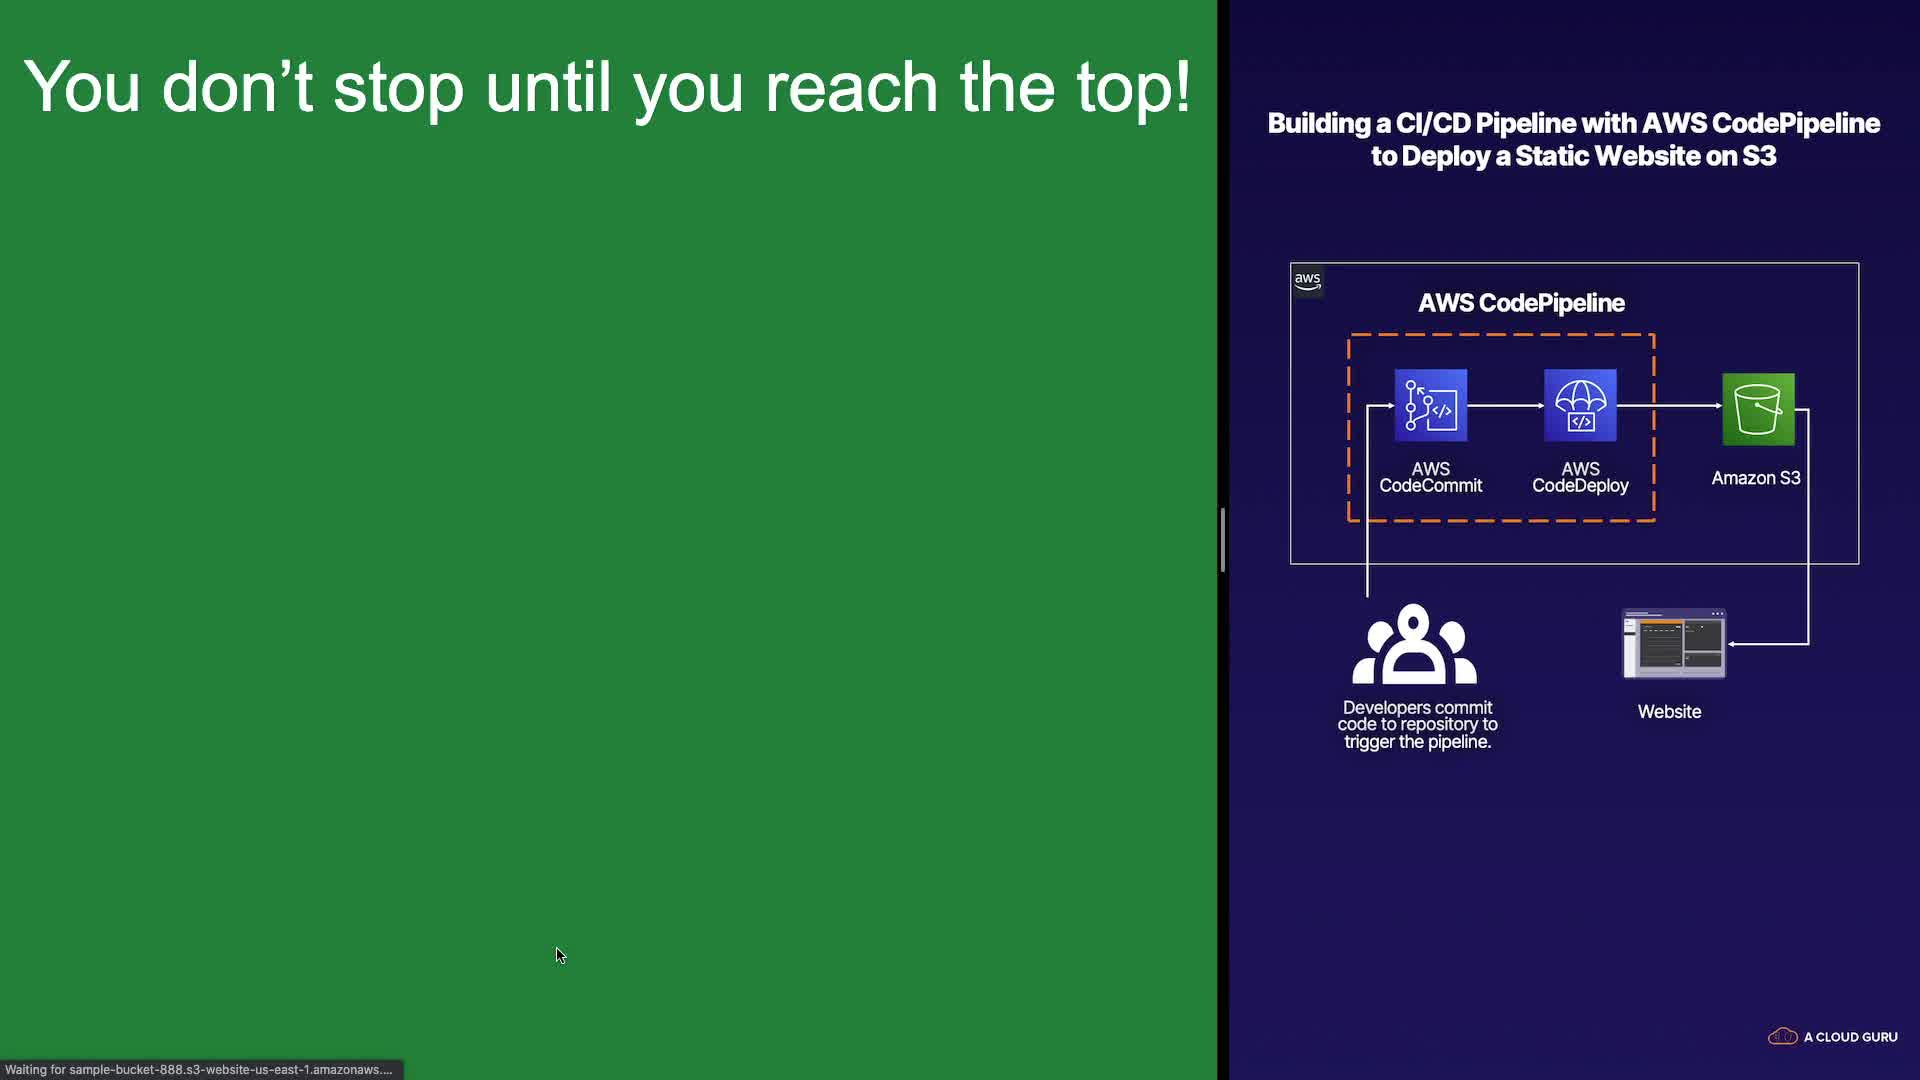 You don’t stop until you reach the top!
Waiting for sample-bucket-888.s3-website-us-east-1.amazonaws....
Building a CI/CD Pipeline with AWS CodePipeline
to Deploy a Static Website on S3
aws
AWS CodePipeline
AWS
CodeCommit
AWS
CodeDeploy
Amazon S3
Developers commit
code to repository to
trigger the pipeline.
Website
A CLOUD GURU